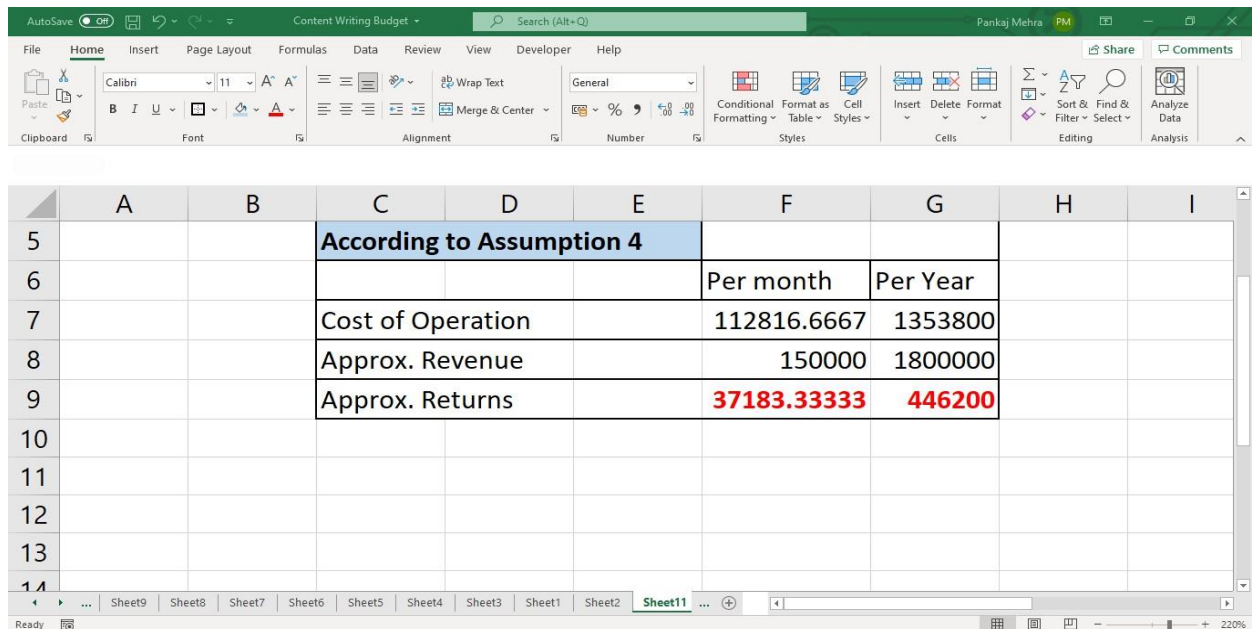 AutoSave Off Content Writing Budget Search (Alt+Q) Pankaj Mehra PM
File Home Insert Page Layout Formulas Data Review View Developer Help Share Comments
Paste Calibri 11 A A B I U A Wrap Text Merge & Center General % 9 .00 Conditional Formatting Format as Table Cell Styles Insert Delete Format Sort & Filter Find & Select Analyze Data
Clipboard Font Alignment Number Styles Cells Editing Analysis
A B C D E F G H I
5 According to Assumption 4
6 Per month Per Year
7 Cost of Operation 112816.6667 1353800
8 Approx. Revenue 150000 1800000
9 Approx. Returns 37183.33333 446200
10
11
12
13
14
... Sheet9 Sheet8 Sheet7 Sheet6 Sheet5 Sheet4 Sheet3 Sheet1 Sheet2 Sheet11 ...
Ready 220%